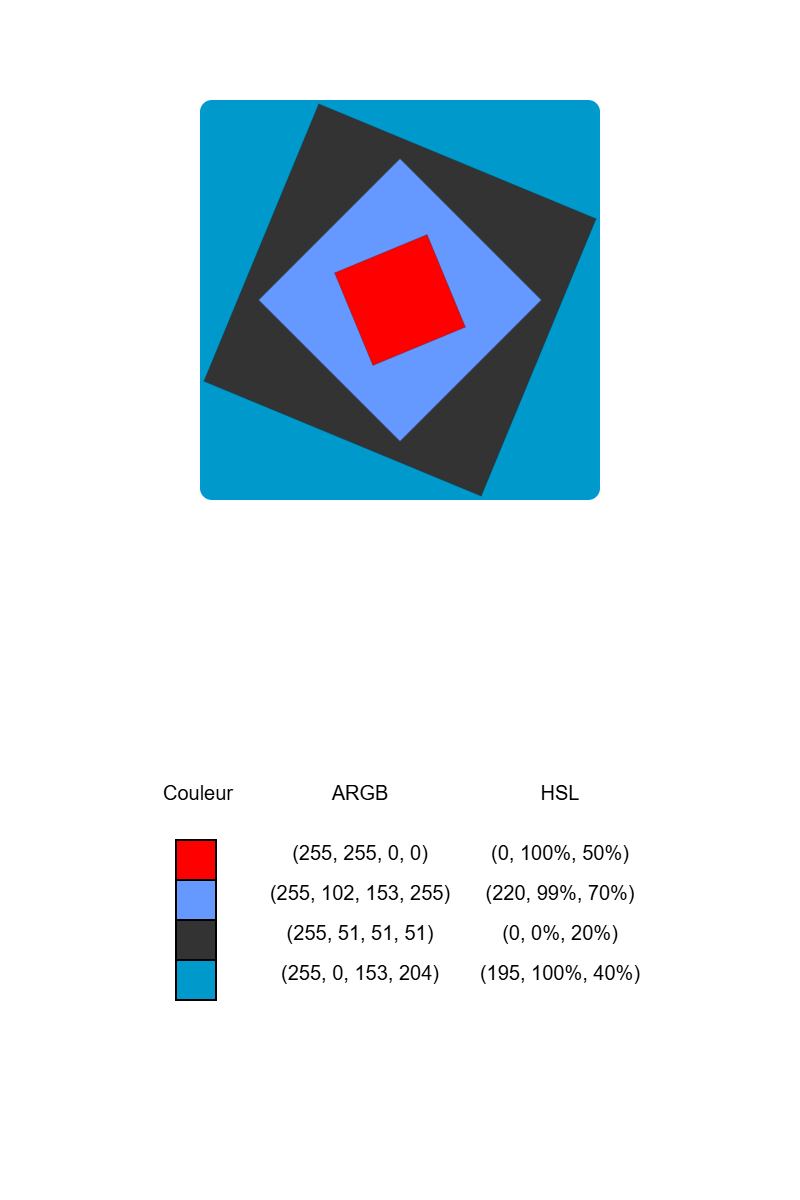 Couleur ARGB HSL
(255, 255, 0, 0) (0, 100%, 50%)
(255, 102, 153, 255) (220, 99%, 70%)
(255, 51, 51, 51) (0, 0%, 20%)
(255, 0, 153, 204) (195, 100%, 40%)